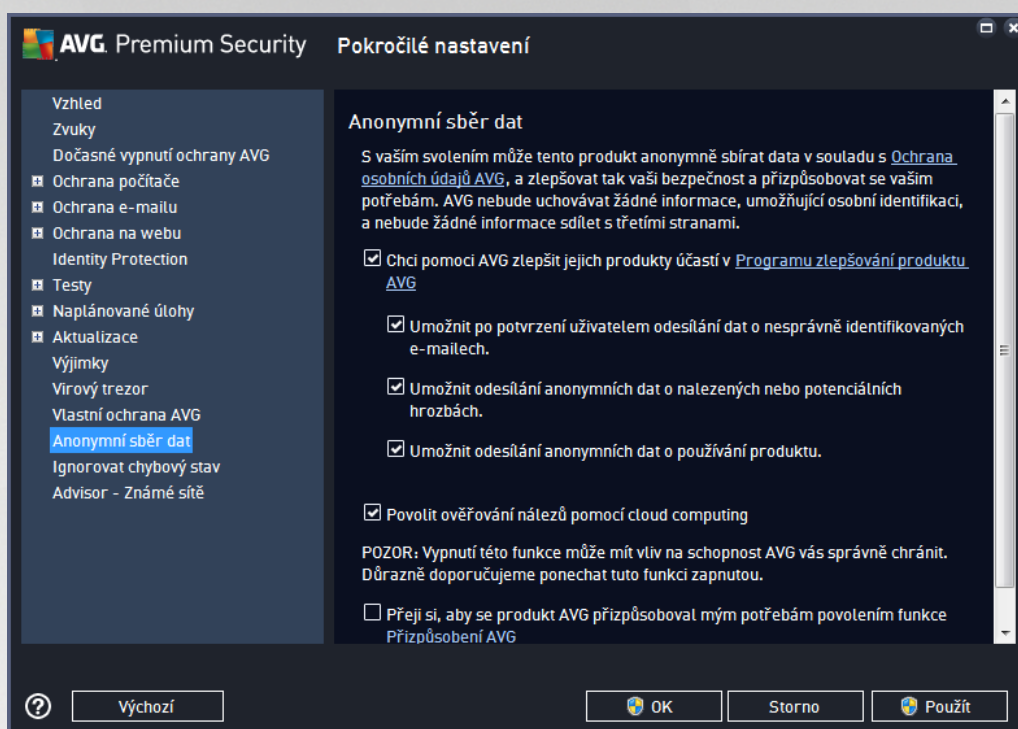 AVG. Premium Security
Pokročilé nastavení
Vzhled
Zvuky
Dočasné vypnutí ochrany AVG
Ochrana počítače
Ochrana e-mailu
Ochrana na webu
Identity Protection
Testy
Naplánované úlohy
Aktualizace
Výjimky
Virový trezor
Vlastní ochrana AVG
Anonymní sběr dat
Ignorovat chybový stav
Advisor - Známé sítě
Anonymní sběr dat
S vaším svolením může tento produkt anonymně sbírat data v souladu s Ochrana
osobních údajů AVG, a zlepšovat tak vaši bezpečnost a přizpůsobovat se vašim
potřebám. AVG nebude uchovávat žádné informace, umožňující osobní identifikaci,
a nebude žádné informace sdílet s třetími stranami.
Chci pomoci AVG zlepšit jejich produkty účastí v Programu zlepšování produktu
AVG
Umožnit po potvrzení uživatelem odesílání dat o nesprávně identifikovaných
e-mailech.
Umožnit odesílání anonymních dat o nalezených nebo potenciálních
hrozbách.
Umožnit odesílání anonymních dat o používání produktu.
Povolit ověřování nálezů pomocí cloud computing
POZOR: Vypnutí této funkce může mít vliv na schopnost AVG vás správně chránit.
Důrazně doporučujeme ponechat tuto funkci zapnutou.
Přeji si, aby se produkt AVG přizpůsoboval mým potřebám povolením funkce
Přizpůsobení AVG
?
Výchozí
OK
Storno
Použít